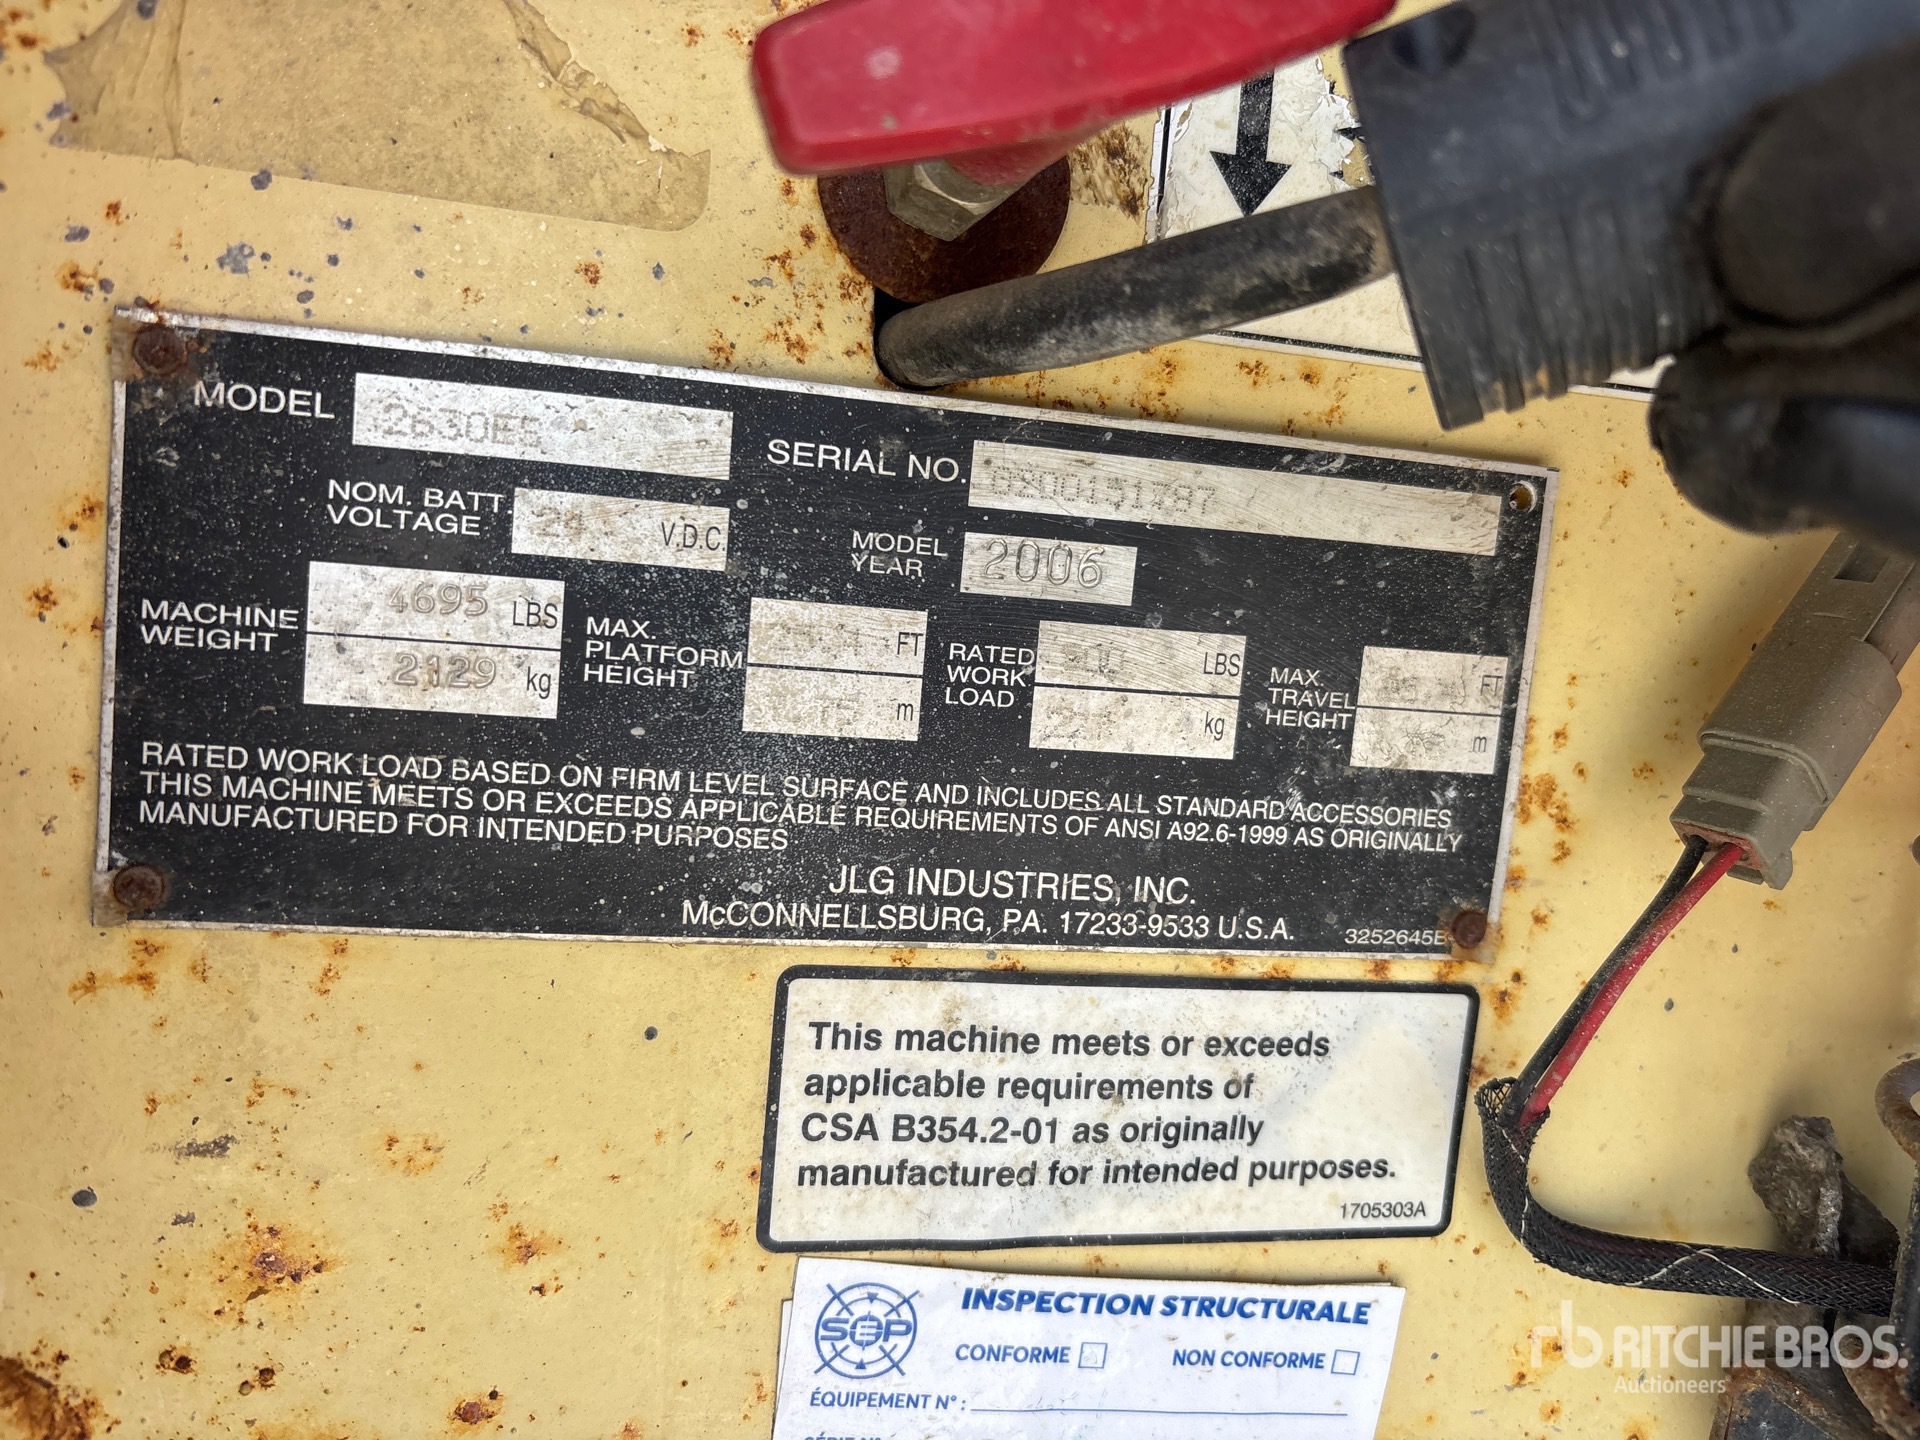 MODEL 2630ES
SERIAL NO.
NOM. BATT.
VOLTAGE 24 V.D.C.
MODEL
YEAR 2006
MACHINE
WEIGHT
4695 LBS
2129 kg
MAX.
PLATFORM
HEIGHT
FT
m
RATED
WORK
LOAD
LBS
kg
MAX.
TRAVEL
HEIGHT
FT
m
RATED WORK LOAD BASED ON FIRM LEVEL SURFACE AND INCLUDES ALL STANDARD ACCESSORIES
THIS MACHINE MEETS OR EXCEEDS APPLICABLE REQUIREMENTS OF ANSI A92.6-1999 AS ORIGINALLY
MANUFACTURED FOR INTENDED PURPOSES
JLG INDUSTRIES, INC.
McCONNELLSBURG, PA. 17233-9533 U.S.A.
3252645B
This machine meets or exceeds
applicable requirements of
CSA B354.2-01 as originally
manufactured for intended purposes.
1705303A
SEP
INSPECTION STRUCTURALE
CONFORME NON CONFORME
ÉQUIPEMENT N° :
rb RITCHIE BROS.
Auctioneers